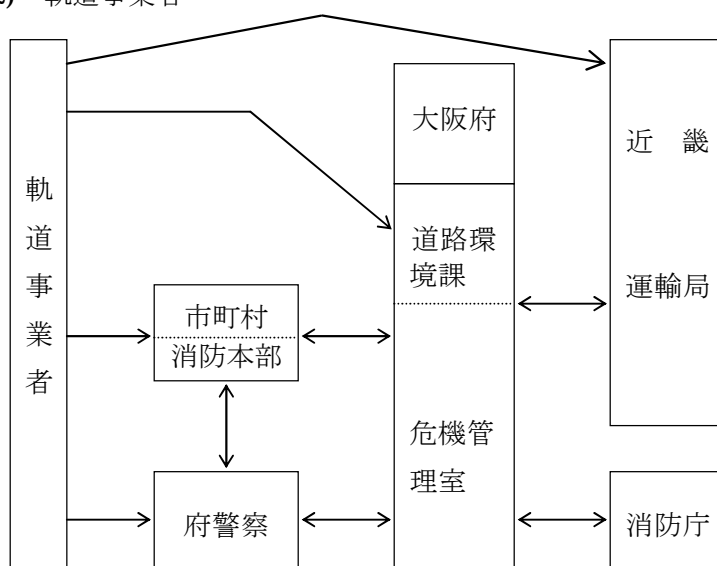 軌道事業者
軌道事業者
大阪府
道路環
境課
危機管
理室
市町村
消防本部
府警察
近　畿
運輸局
消防庁